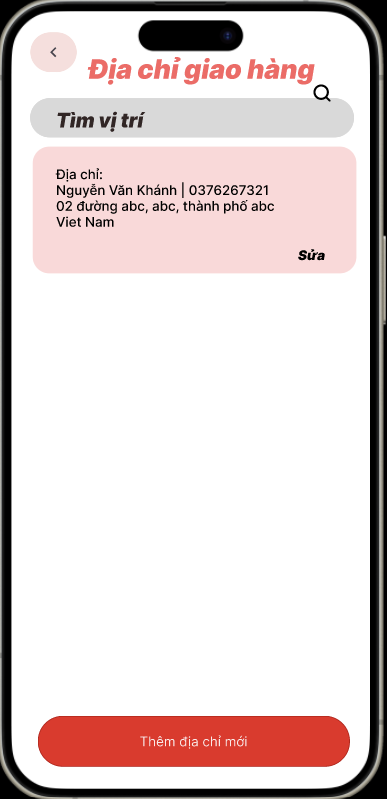 Địa chỉ giao hàng
Tìm vị trí
Địa chỉ:
Nguyễn Văn Khánh | 0376267321
02 đường abc, abc, thành phố abc
Viet Nam
Sửa
Thêm địa chỉ mới